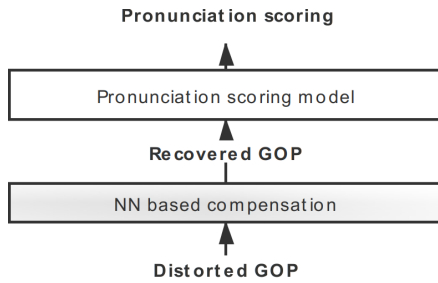 Pronunciation scoring
Pronunciation scoring model
Recovered GOP
NN based compensation
Distorted GOP